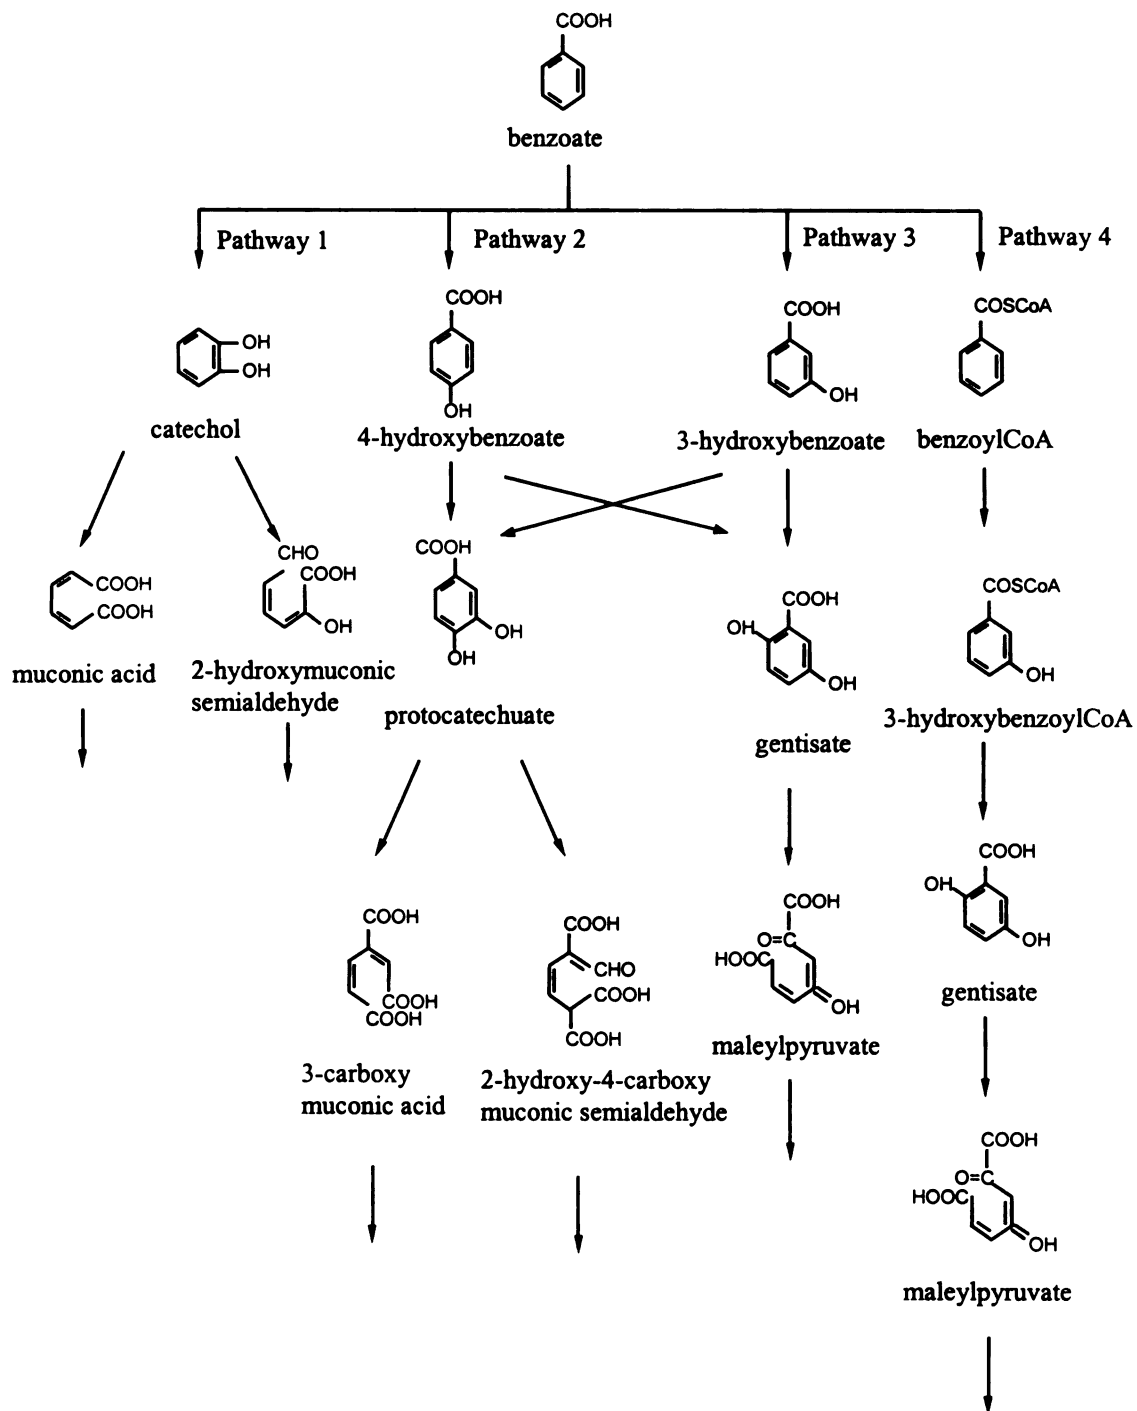 COOH
benzoate
Pathway 1
Pathway 2
Pathway 3
Pathway 4
OH
OH
catechol
COOH
OH
4-hydroxybenzoate
COOH
OH
3-hydroxybenzoate
COSCoA
benzoylCoA
COOH
COOH
muconic acid
CHO
COOH
OH
2-hydroxymuconic
semialdehyde
COOH
OH
OH
protocatechuate
COOH
OH
OH
gentisate
COSCoA
OH
3-hydroxybenzoylCoA
COOH
COOH
COOH
3-carboxy
muconic acid
COOH
CHO
COOH
COOH
2-hydroxy-4-carboxy
muconic semialdehyde
COOH
O=C
HOOC
OH
maleylpyruvate
COOH
OH
OH
gentisate
COOH
O=C
HOOC
OH
maleylpyruvate